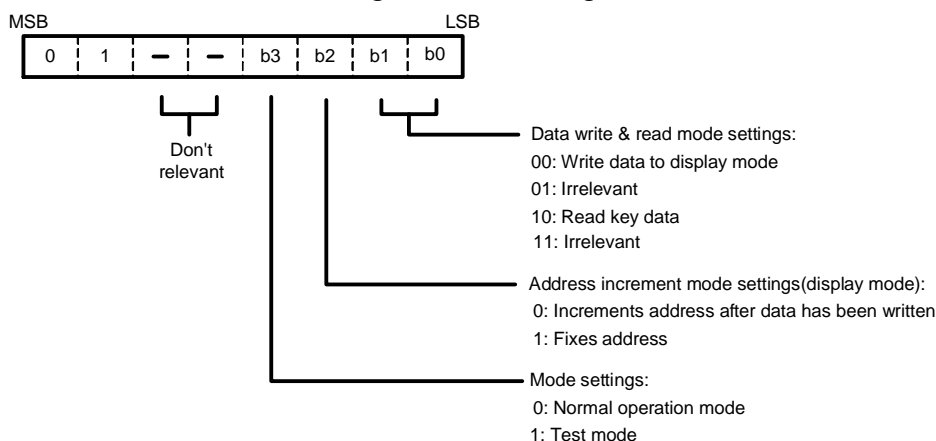 MSB LSB
0 1 – – b3 b2 b1 b0
Don't
relevant
Data write & read mode settings:
00: Write data to display mode
01: Irrelevant
10: Read key data
11: Irrelevant
Address increment mode settings(display mode):
0: Increments address after data has been written
1: Fixes address
Mode settings:
0: Normal operation mode
1: Test mode